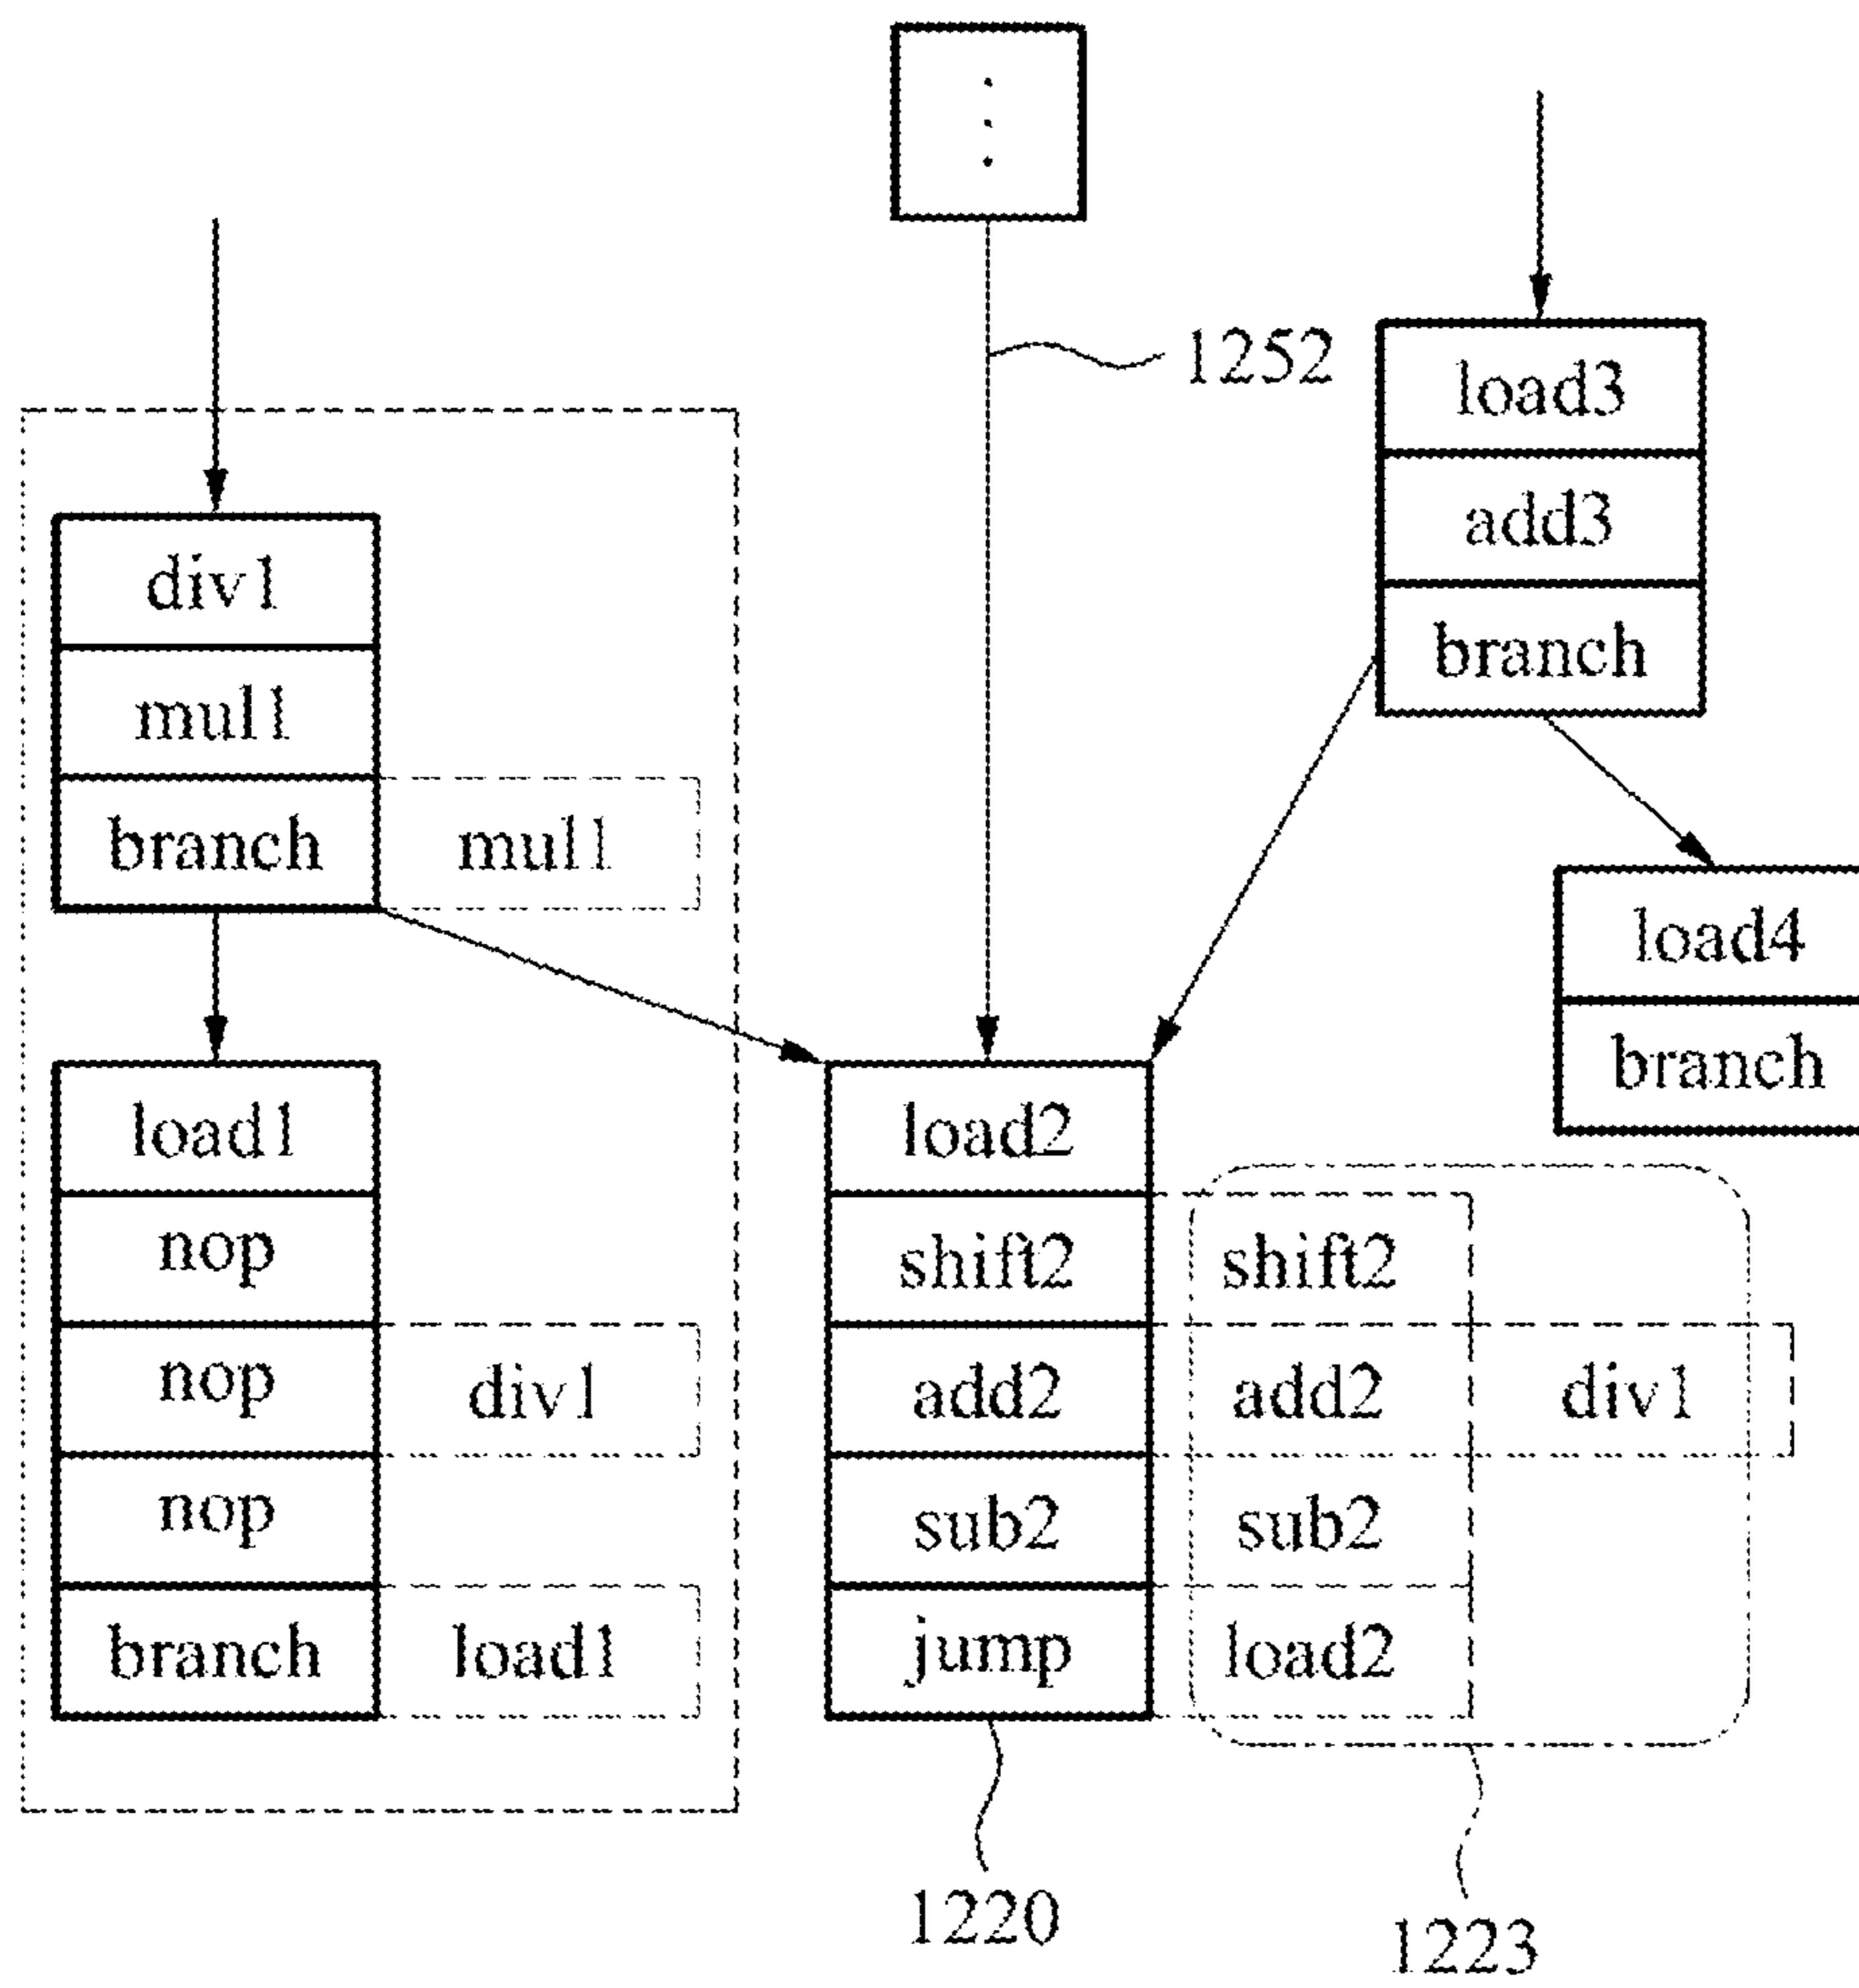 1252
load3
add3
branch
div1
mul1
branch mul1
load4
branch
load1
nop
nop div1
nop
branch load1
load2
shift2 shift2
add2 add2 div1
sub2 sub2
jump load2
1220
1223